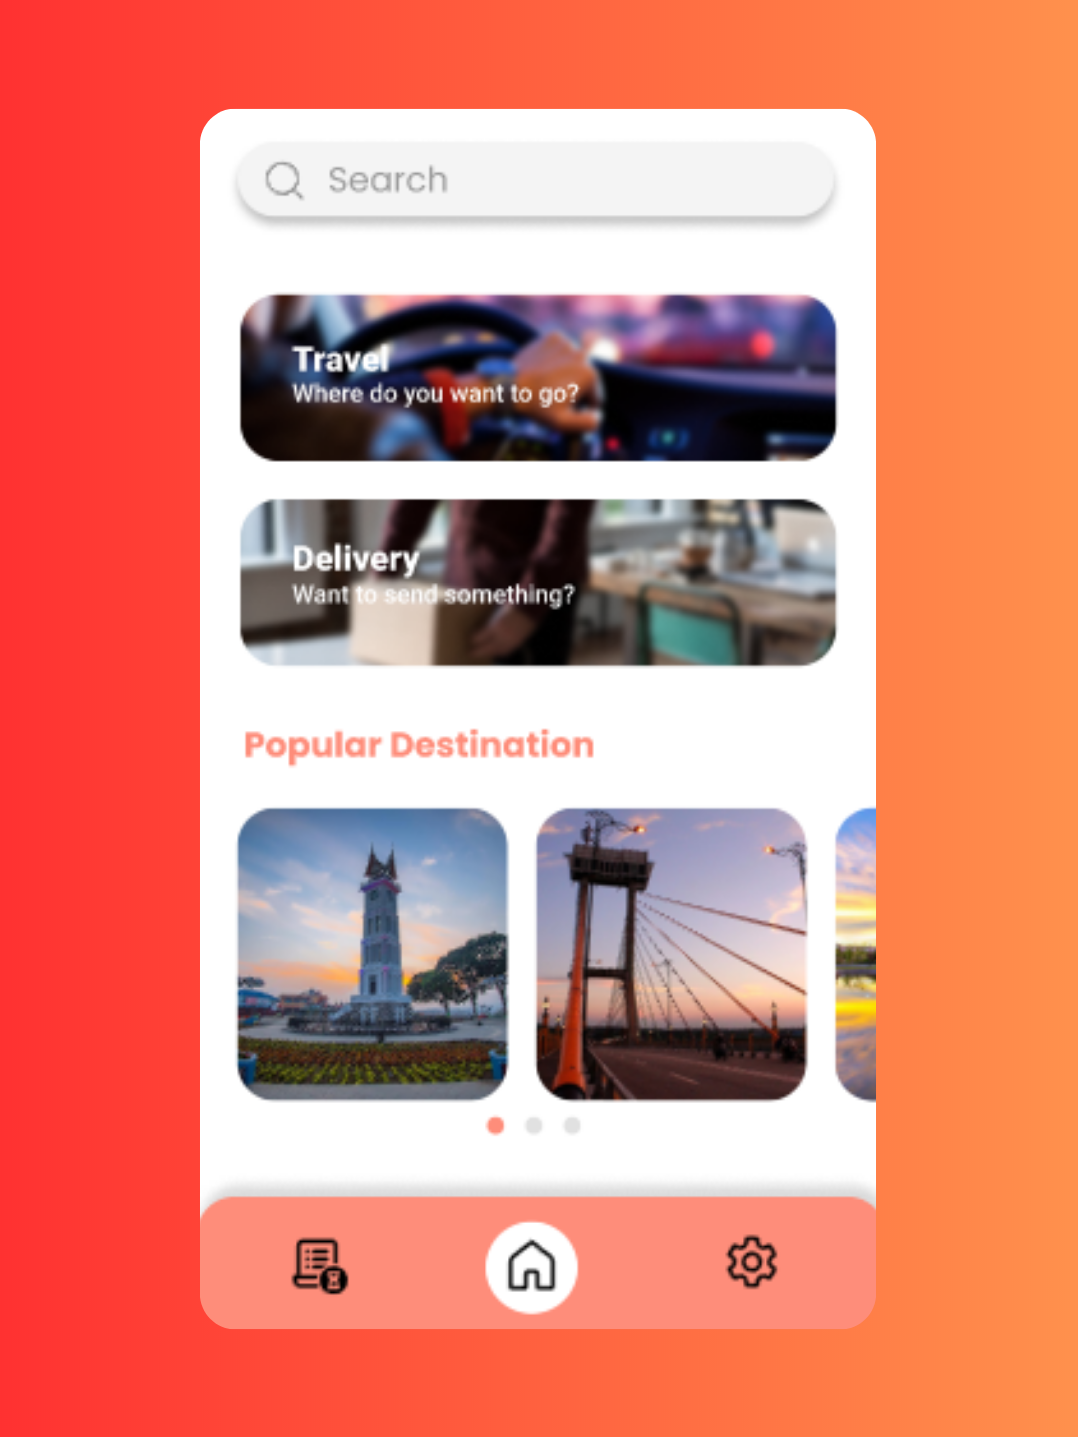 Search
Travel
Where do you want to go?
Delivery
Want to send something?
Popular Destination